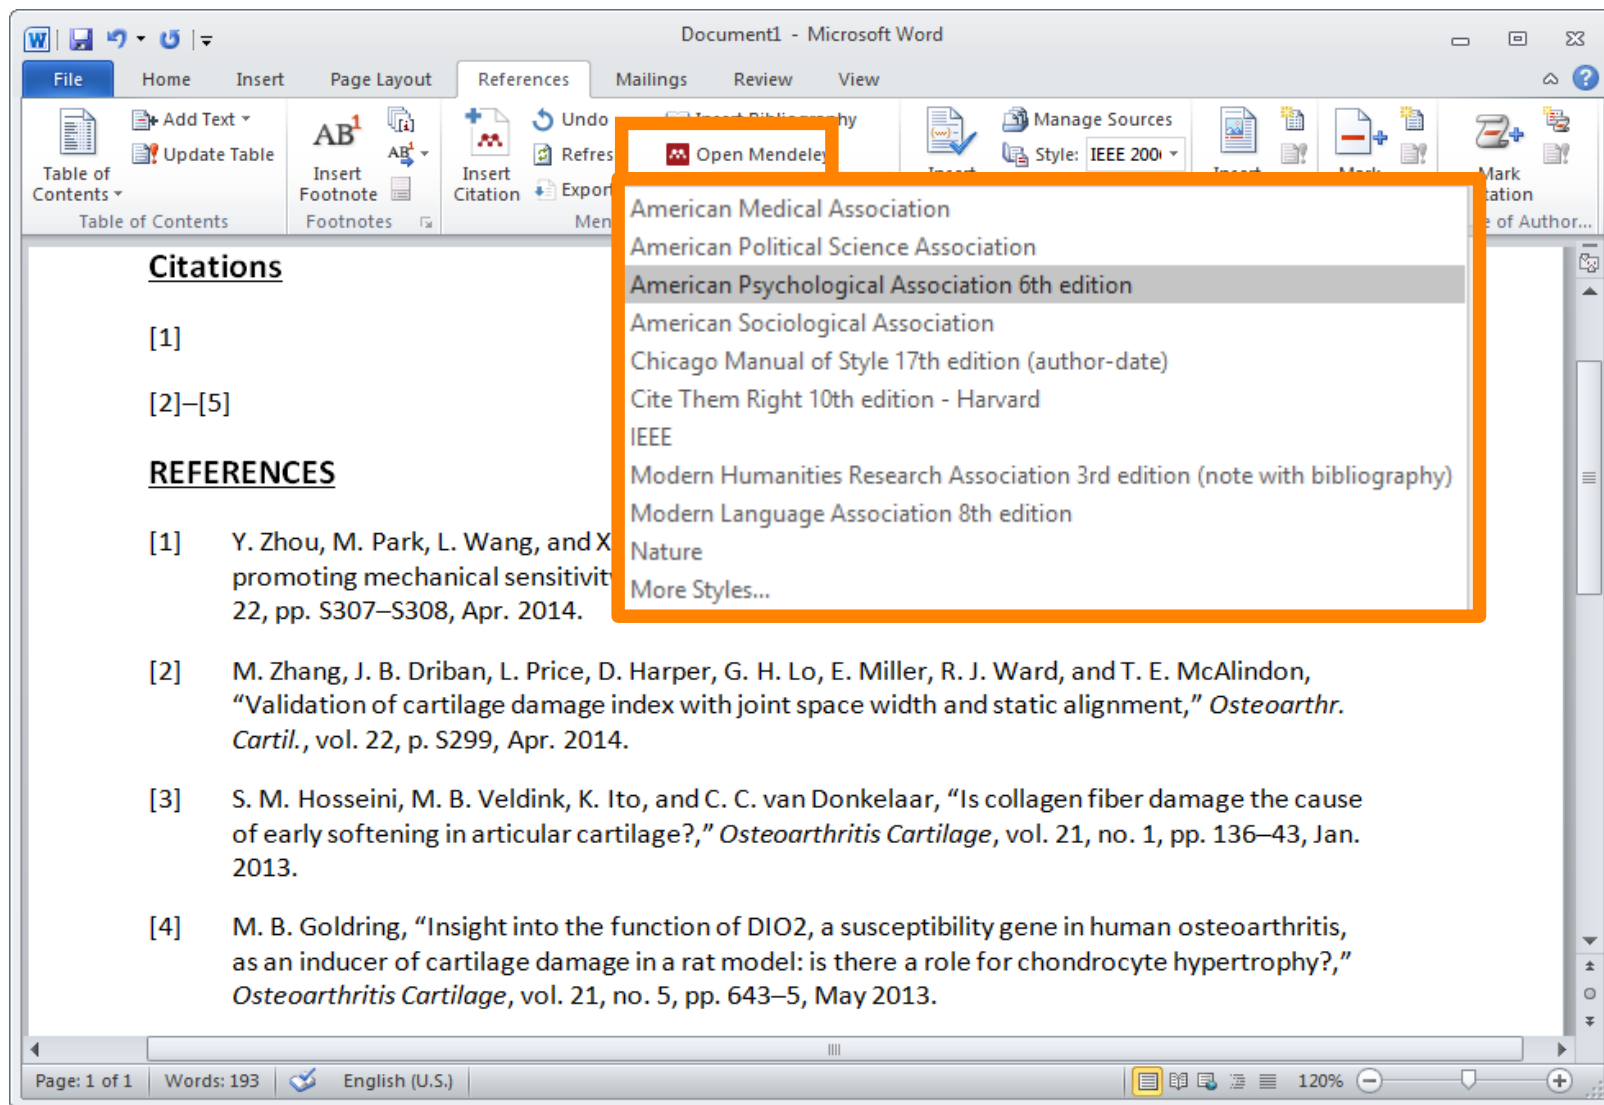 Document1 - Microsoft Word
File Home Insert Page Layout References Mailings Review View
Table of Contents
Add Text
Update Table
Table of Contents
AB1
Insert Footnote
AB1
Footnotes
Insert Citation
Undo
Refres
Export
Men
Open Mendeley
Manage Sources
Style: IEEE 200
Mark
tation
e of Author...
American Medical Association
American Political Science Association
American Psychological Association 6th edition
American Sociological Association
Chicago Manual of Style 17th edition (author-date)
Cite Them Right 10th edition - Harvard
IEEE
Modern Humanities Research Association 3rd edition (note with bibliography)
Modern Language Association 8th edition
Nature
More Styles...
Citations
[1]
[2]–[5]
REFERENCES
[1] Y. Zhou, M. Park, L. Wang, and X
promoting mechanical sensitivity
22, pp. S307–S308, Apr. 2014.
[2] M. Zhang, J. B. Driban, L. Price, D. Harper, G. H. Lo, E. Miller, R. J. Ward, and T. E. McAlindon,
“Validation of cartilage damage index with joint space width and static alignment,” Osteoarthr.
Cartil., vol. 22, p. S299, Apr. 2014.
[3] S. M. Hosseini, M. B. Veldink, K. Ito, and C. C. van Donkelaar, “Is collagen fiber damage the cause
of early softening in articular cartilage?,” Osteoarthritis Cartilage, vol. 21, no. 1, pp. 136–43, Jan.
2013.
[4] M. B. Goldring, “Insight into the function of DIO2, a susceptibility gene in human osteoarthritis,
as an inducer of cartilage damage in a rat model: is there a role for chondrocyte hypertrophy?,”
Osteoarthritis Cartilage, vol. 21, no. 5, pp. 643–5, May 2013.
Page: 1 of 1 Words: 193 English (U.S.) 120%